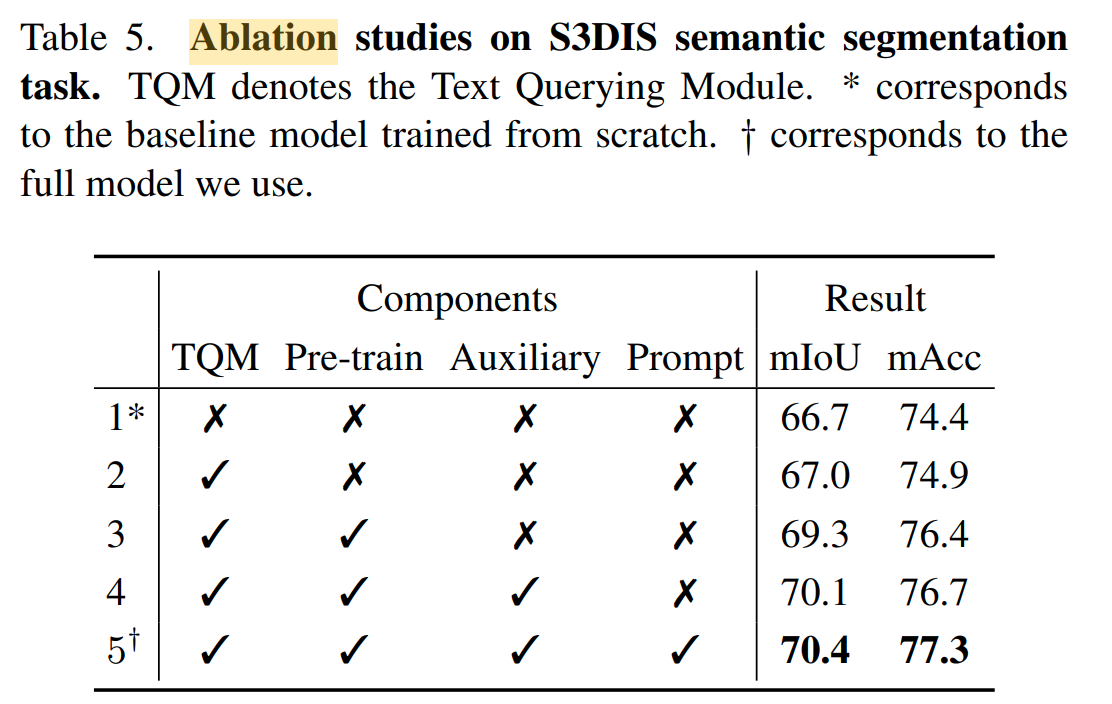 Table 5. Ablation studies on S3DIS semantic segmentation
task. TQM denotes the Text Querying Module. * corresponds
to the baseline model trained from scratch. † corresponds to the
full model we use.
Components Result
TQM Pre-train Auxiliary Prompt mIoU mAcc
1* ✗ ✗ ✗ ✗ 66.7 74.4
2 ✓ ✗ ✗ ✗ 67.0 74.9
3 ✓ ✓ ✗ ✗ 69.3 76.4
4 ✓ ✓ ✓ ✗ 70.1 76.7
5† ✓ ✓ ✓ ✓ 70.4 77.3